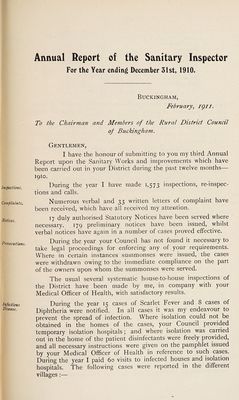 Annual Report of the Sanitary Inspector
For the Year ending December 31st, 1910.
BUCKINGHAM,
February, 1911.
To the Chairman and Members of the Rural District Council
of Buckingham.
GENTLEMEN,
I have the honour of submitting to you my third Annual
Report upon the Sanitary Works and improvements which have
been carried out in your District during the past twelve months—
1910.
Inspections.
During the year I have made 1,573 inspections, re-inspec-
tions and calls.
Complaints.
Numerous verbal and 33 written letters of complaint have
been received, which have all received my attention.
Notices.
17 duly authorised Statutory Notices have been served where
necessary. 179 preliminary notices have been issued, whilst
verbal notices have again in a number of cases proved effective.
Prosecutions.
During the year your Council has not found it necessary to
take legal proceedings for enforcing any of your requirements.
Where in certain instances summonses were issued, the cases
were withdrawn owing to the immediate compliance on the part
of the owners upon whom the summonses were served.
The usual several systematic house-to-house inspections of
the District have been made by me, in company with your
Medical Officer of Health, with satisfactory results.
Infectious
Disease.
During the year 15 cases of Scarlet Fever and 8 cases of
Diphtheria were notified. In all cases it was my endeavour to
prevent the spread of infection. Where isolation could not be
obtained in the homes of the cases, your Council provided
temporary isolation hospitals; and where isolation was carried
out in the home of the patient disinfectants were freely provided,
and all necessary instructions were given on the pamphlet issued
by your Medical Officer of Health in reference to such cases.
During the year I paid 60 visits to infected houses and isolation
hospitals. The following cases were reported in the different
villages :—